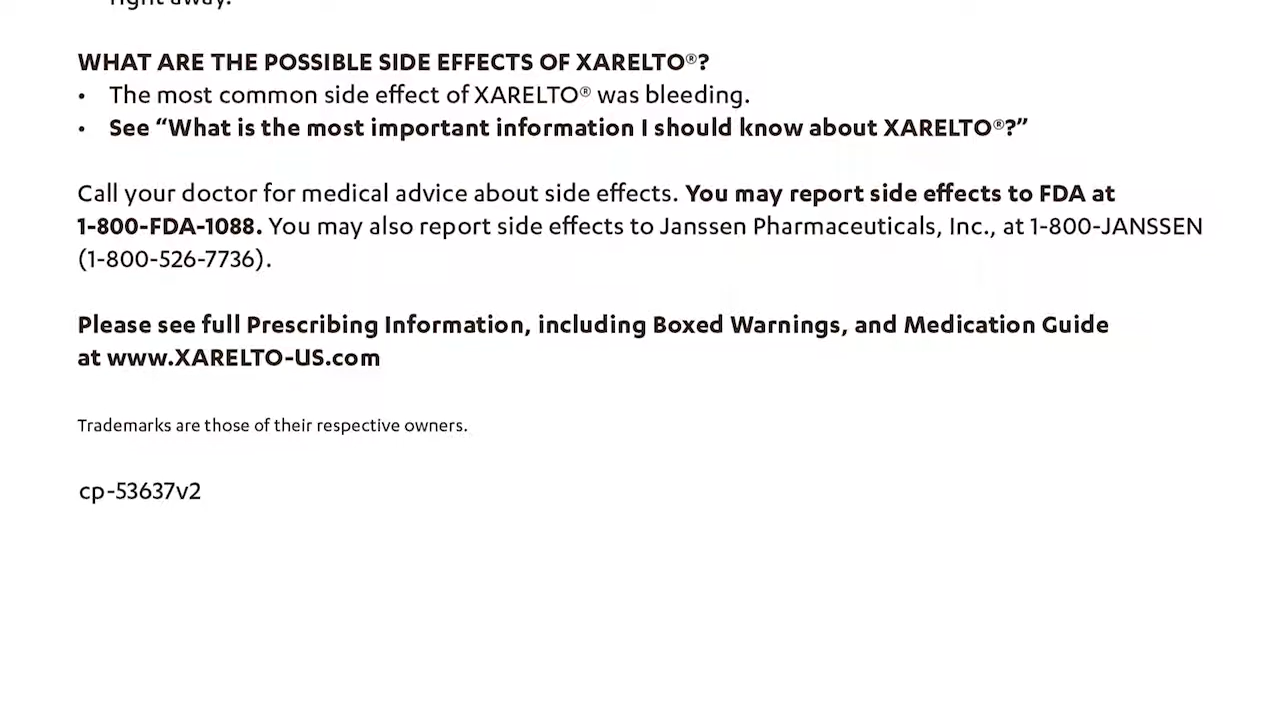 right away.
WHAT ARE THE POSSIBLE SIDE EFFECTS OF XARELTO®?
• The most common side effect of XARELTO® was bleeding.
• See “What is the most important information I should know about XARELTO®?”
Call your doctor for medical advice about side effects. You may report side effects to FDA at
1-800-FDA-1088. You may also report side effects to Janssen Pharmaceuticals, Inc., at 1-800-JANSSEN
(1-800-526-7736).
Please see full Prescribing Information, including Boxed Warnings, and Medication Guide
at www.XARELTO-US.com
Trademarks are those of their respective owners.
cp-53637v2